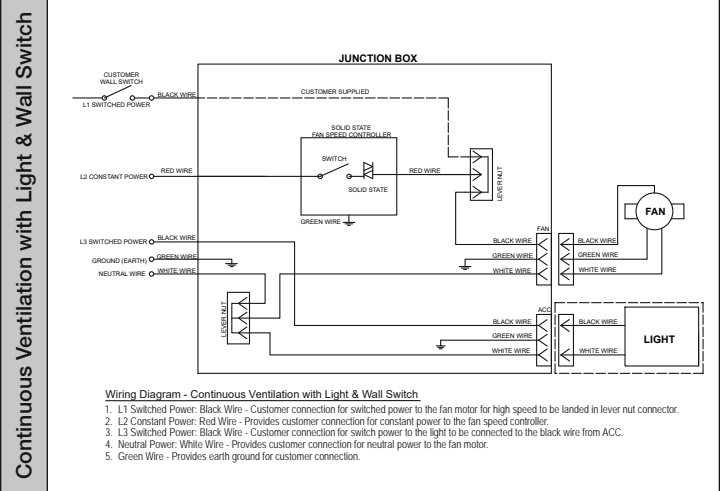 Continuous Ventilation with Light & Wall Switch
JUNCTION BOX
CUSTOMER
WALL SWITCH
BLACK WIRE
L1 SWITCHED POWER
CUSTOMER SUPPLIED
SOLID STATE
FAN SPEED CONTROLLER
SWITCH
SOLID STATE
RED WIRE
L2 CONSTANT POWER
RED WIRE
LEVER NUT
GREEN WIRE
L3 SWITCHED POWER
BLACK WIRE
GROUND (EARTH)
GREEN WIRE
NEUTRAL WIRE
WHITE WIRE
LEVER NUT
FAN
BLACK WIRE
GREEN WIRE
WHITE WIRE
BLACK WIRE
GREEN WIRE
WHITE WIRE
FAN
ACC
BLACK WIRE
GREEN WIRE
WHITE WIRE
BLACK WIRE
WHITE WIRE
LIGHT
Wiring Diagram - Continuous Ventilation with Light & Wall Switch
1. L1 Switched Power: Black Wire - Customer connection for switched power to the fan motor for high speed to be landed in lever nut connector.
2. L2 Constant Power: Red Wire - Provides customer connection for constant power to the fan speed controller.
3. L3 Switched Power: Black Wire - Customer connection for switch power to the light to be connected to the black wire from ACC.
4. Neutral Power: White Wire - Provides customer connection for neutral power to the fan motor.
5. Green Wire - Provides earth ground for customer connection.